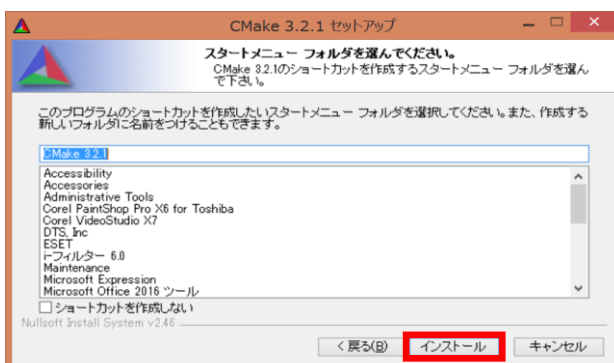 CMake 3.2.1 セットアップ
スタートメニュー フォルダを選んでください。
CMake 3.2.1のショートカットを作成するスタートメニュー フォルダを選ん
で下さい。
このプログラムのショートカットを作成したいスタートメニュー フォルダを選択してください。また、作成する
新しいフォルダに名前をつけることもできます。
CMake 3.2.1
Accessibility
Accessories
Administrative Tools
Corel PaintShop Pro X6 for Toshiba
Corel VideoStudio X7
DTS, Inc
ESET
i-フィルター 6.0
Maintenance
Microsoft Expression
Microsoft Office 2016 ツール
ショートカットを作成しない
Nullsoft Install System v2.46
< 戻る(B)
インストール
キャンセル